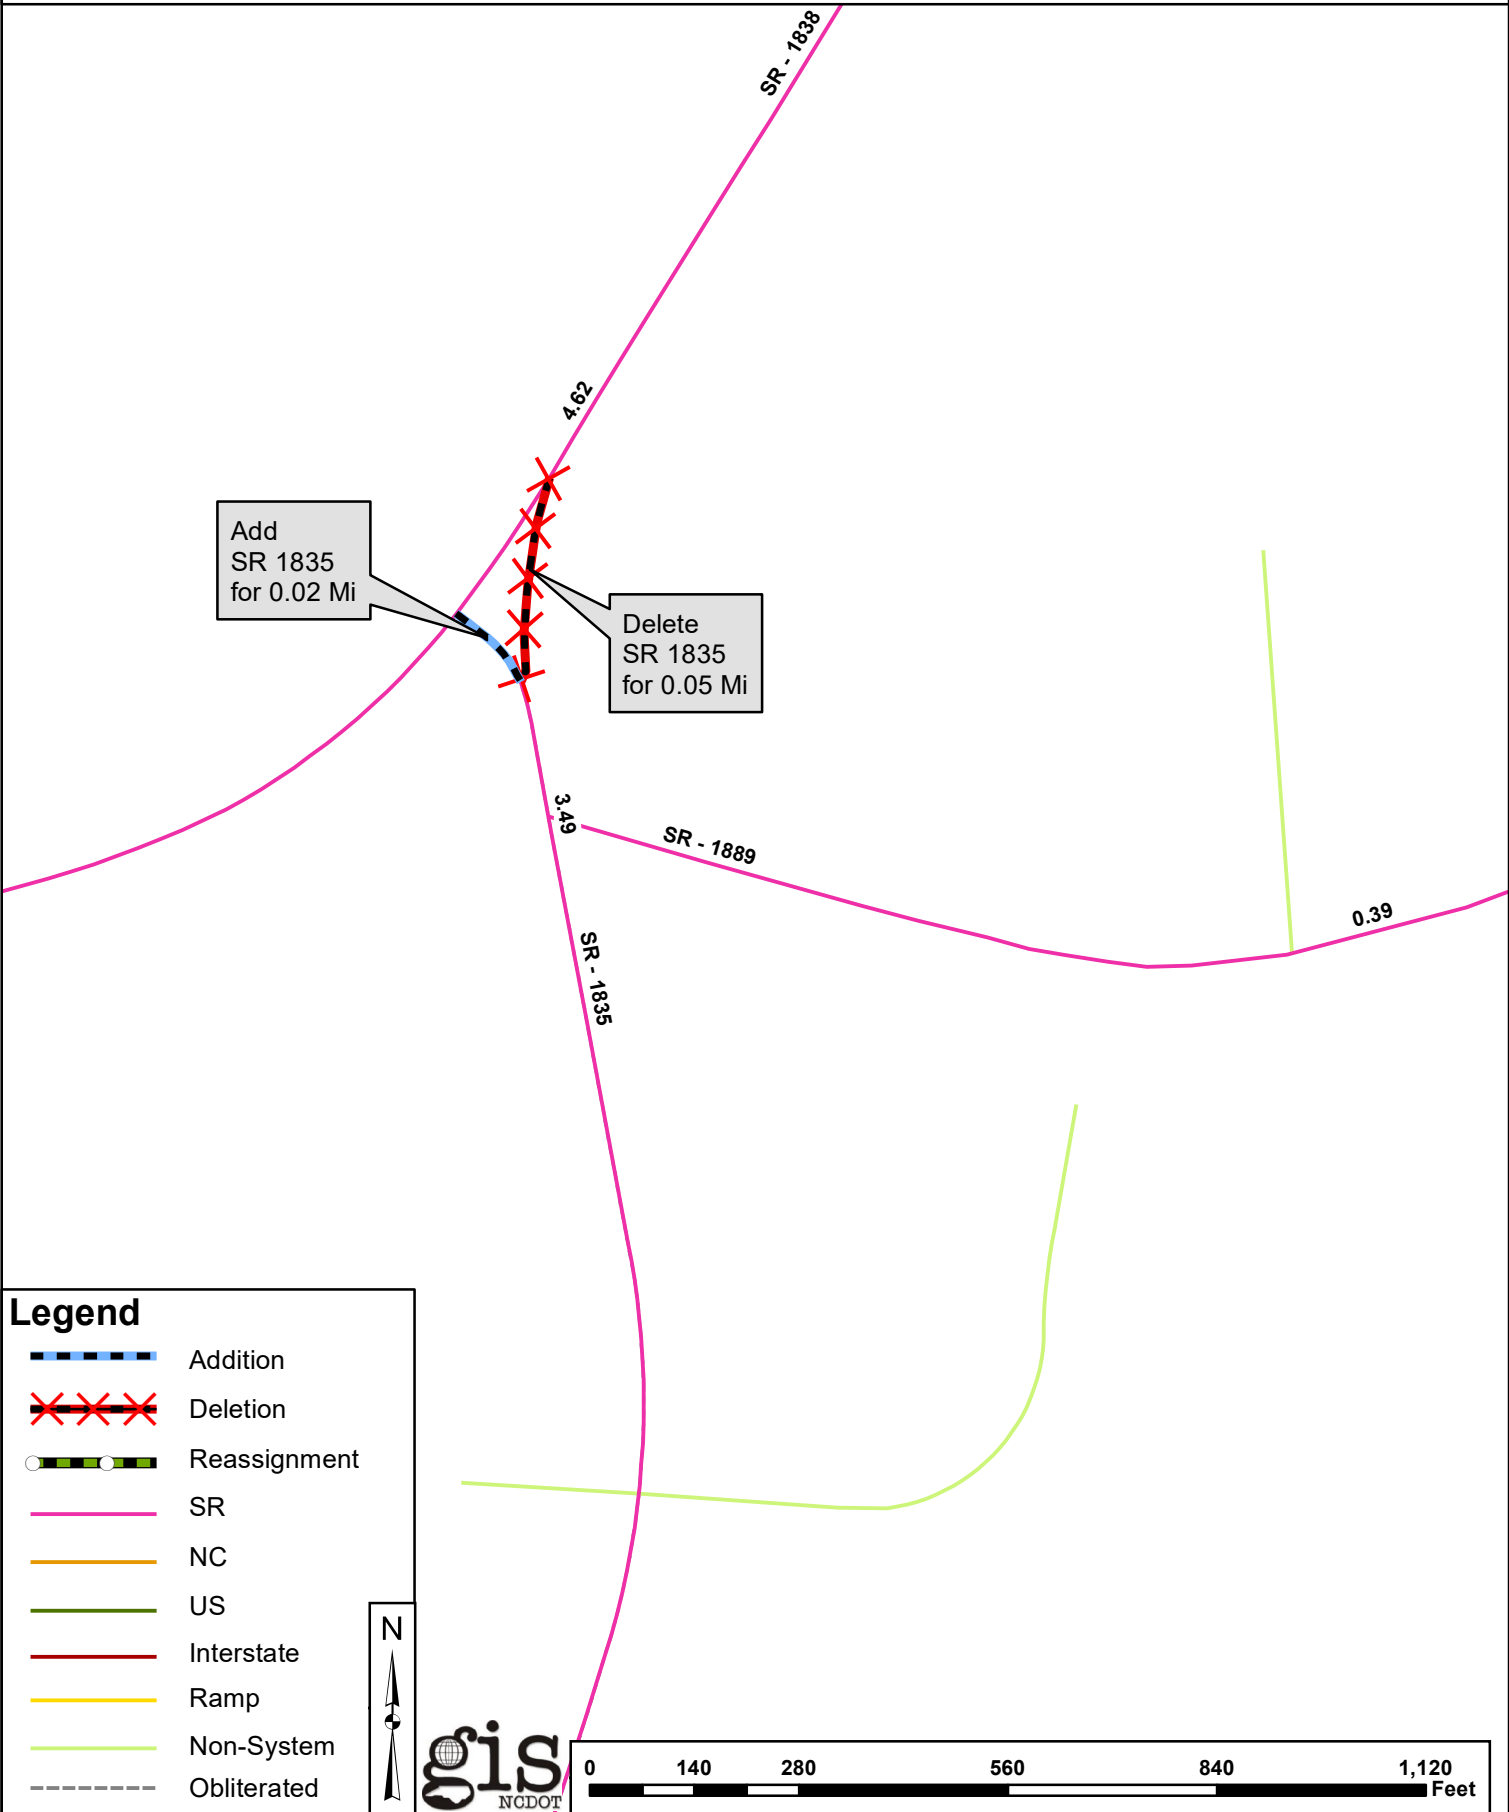 SR - 1838
4.62
Add
SR 1835
for 0.02 Mi
Delete
SR 1835
for 0.05 Mi
3.49
SR - 1889
0.39
SR - 1835
Legend
Addition
Deletion
Reassignment
SR
NC
US
Interstate
Ramp
Non-System
Obliterated
N
gis
NCDOT
0 140 280 560 840 1,120
Feet